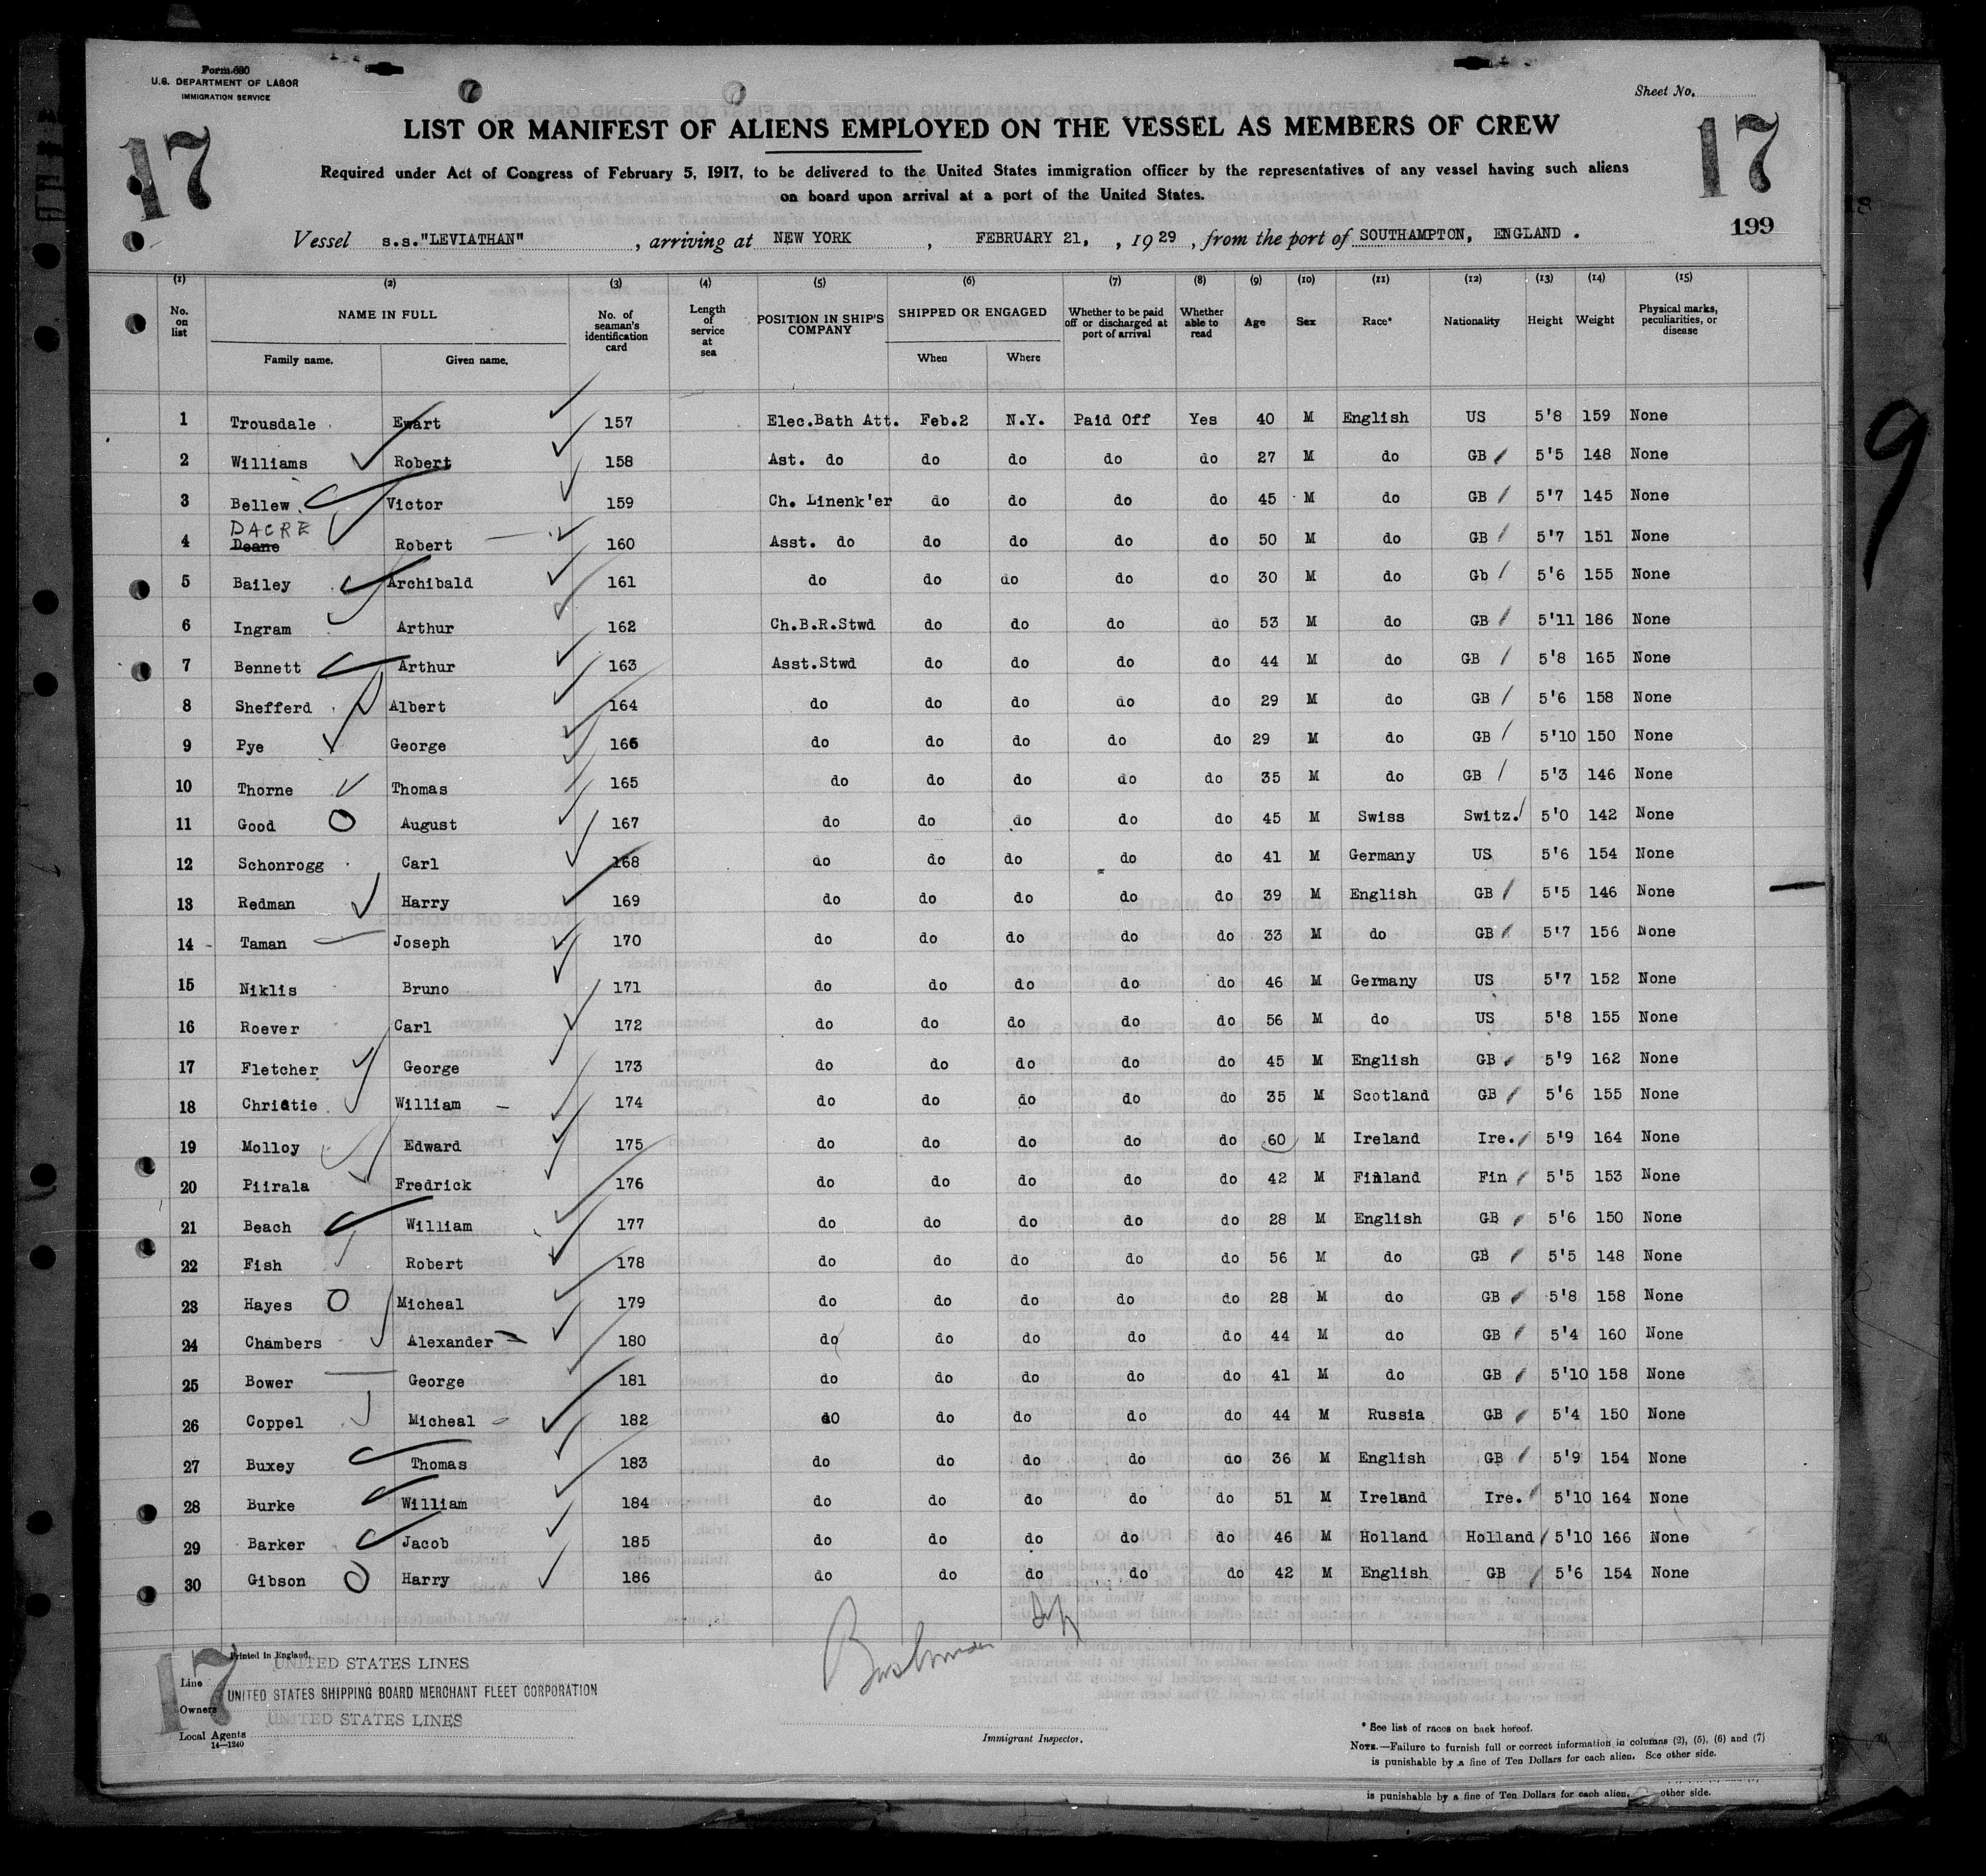 Form 680
U.S. DEPARTMENT OF LABOR
IMMIGRATION SERVICE
Sheet No.
17
17
LIST OR MANIFEST OF ALIENS EMPLOYED ON THE VESSEL AS MEMBERS OF CREW
Required under Act of Congress of February 5, 1917, to be delivered to the United States immigration officer by the representatives of any vessel having such aliens
on board upon arrival at a port of the United States.
199
Vessel s.s."LEVIATHAN", arriving at NEW YORK, FEBRUARY 21, , 1929, from the port of SOUTHAMPTON, ENGLAND.
(1) (2) (3) (4) (5) (6) (7) (8) (9) (10) (11) (12) (13) (14) (15)
No. on list NAME IN FULL Family name. Given name. No. of seaman's identification card Length of service at sea POSITION IN SHIP'S COMPANY SHIPPED OR ENGAGED When Where Whether to be paid off or discharged at port of arrival Whether able to read Age Sex Race* Nationality Height Weight Physical marks, peculiarities, or disease
1 Trousdale Ewart 157 Elec.Bath Att. Feb.2 N.Y. Paid Off Yes 40 M English US 5'8 159 None
2 Williams Robert 158 Ast. do do do do do 27 M do GB 5'5 148 None
3 Bellew Victor 159 Ch. Linenk'er do do do do 45 M do GB 5'7 145 None
DACRE
4 Deane Robert 160 Asst. do do do do do 50 M do GB 5'7 151 None
5 Bailey Archibald 161 do do do do do 30 M do Gb 5'6 155 None
6 Ingram Arthur 162 Ch.B.R.Stwd do do do do 53 M do GB 5'11 186 None
7 Bennett Arthur 163 Asst.Stwd do do do do 44 M do GB 5'8 165 None
8 Shefferd Albert 164 do do do do do 29 M do GB 5'6 158 None
9 Pye George 166 do do do do do 29 M do GB 5'10 150 None
10 Thorne Thomas 165 do do do do do 35 M do GB 5'3 146 None
11 Good August 167 do do do do do 45 M Swiss Switz. 5'0 142 None
12 Schonrogg Carl 168 do do do do do 41 M Germany US 5'6 154 None
13 Redman Harry 169 do do do do do 39 M English GB 5'5 146 None
14 Taman Joseph 170 do do do do do 33 M do GB 5'7 156 None
15 Niklis Bruno 171 do do do do do 46 M Germany US 5'7 152 None
16 Roever Carl 172 do do do do do 56 M do US 5'8 155 None
17 Fletcher George 173 do do do do do 45 M English GB 5'9 162 None
18 Christie William 174 do do do do do 35 M Scotland GB 5'6 155 None
19 Molloy Edward 175 do do do do do 60 M Ireland Ire. 5'9 164 None
20 Piirala Fredrick 176 do do do do do 42 M Finland Fin 5'5 153 None
21 Beach William 177 do do do do do 28 M English GB 5'6 150 None
22 Fish Robert 178 do do do do do 56 M do GB 5'5 148 None
23 Hayes Micheal 179 do do do do do 28 M do GB 5'8 158 None
24 Chambers Alexander 180 do do do do do 44 M do GB 5'4 160 None
25 Bower George 181 do do do do do 41 M do GB 5'10 158 None
26 Coppel Micheal 182 do do do do do 44 M Russia GB 5'4 150 None
27 Buxey Thomas 183 do do do do do 36 M English GB 5'9 154 None
28 Burke William 184 do do do do do 51 M Ireland Ire. 5'10 164 None
29 Barker Jacob 185 do do do do do 46 M Holland Holland 5'10 166 None
30 Gibson Harry 186 do do do do do 42 M English GB 5'6 154 None
9
17
Printed in England.
Line UNITED STATES LINES
Owners UNITED STATES SHIPPING BOARD MERCHANT FLEET CORPORATION
Local Agents UNITED STATES LINES
14—1240
Immigrant Inspector.
* See list of races on back hereof.
NOTE.—Failure to furnish full or correct information in columns (2), (5), (6) and (7)
is punishable by a fine of Ten Dollars for each alien. See other side.
is punishable by a fine of Ten Dollars for each alien. other side.